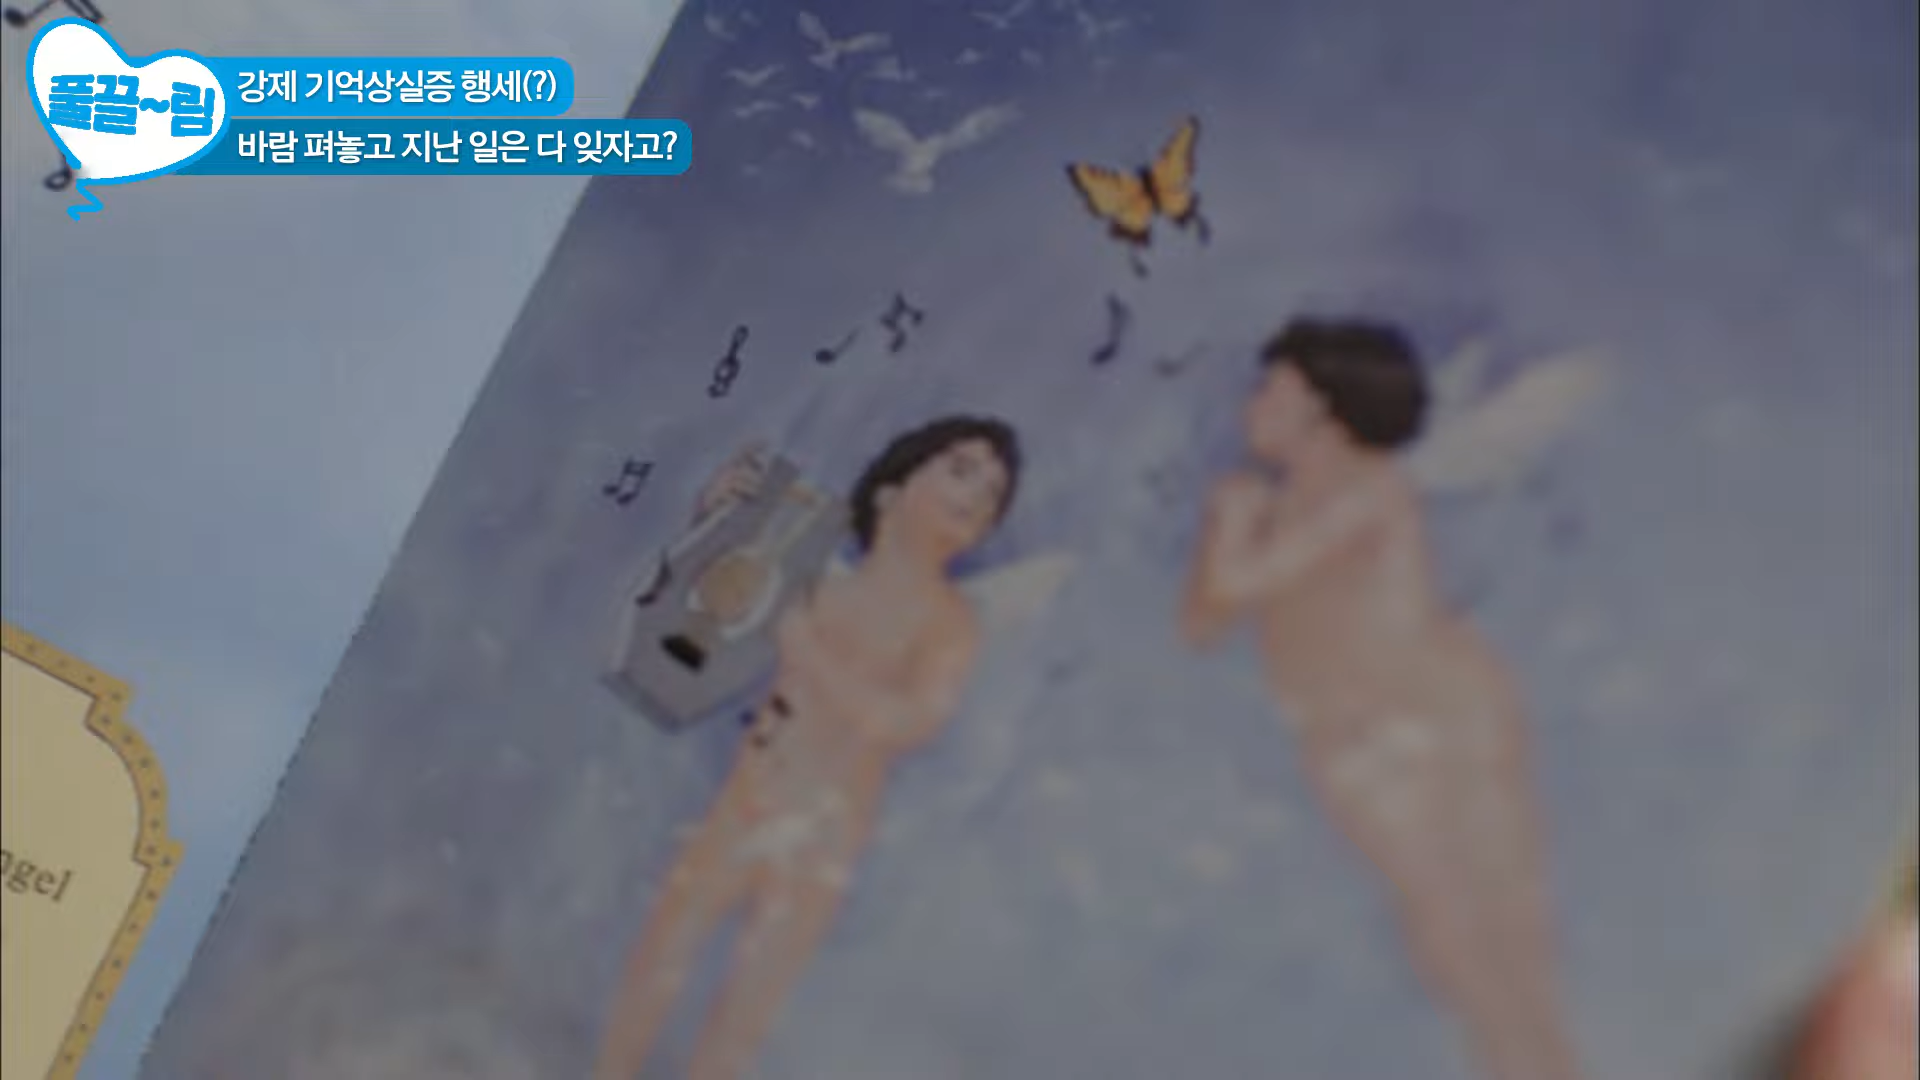 풀끌~림
강제 기억상실증 행세(?)
바람 펴놓고 지난 일은 다 잊자고?
ngel